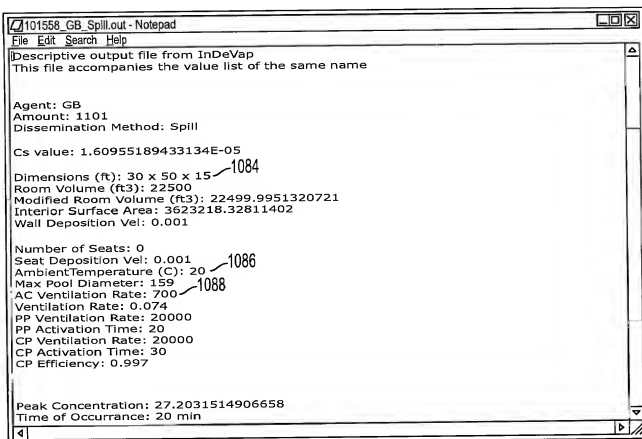 101558_GB_Spill.out - Notepad
File Edit Search Help
Descriptive output file from InDeVap
This file accompanies the value list of the same name
Agent: GB
Amount: 1101
Dissemination Method: Spill
Cs value: 1.60955189433134E-05
Dimensions (ft): 30 x 50 x 15 1084
Room Volume (ft3): 22500
Modified Room Volume (ft3): 22499.9951320721
Interior Surface Area: 3623218.32811402
Wall Deposition Vel: 0.001
Number of Seats: 0
Seat Deposition Vel: 0.001
AmbientTemperature (C): 20 1086
Max Pool Diameter: 159
AC Ventilation Rate: 700 1088
Ventilation Rate: 0.074
PP Ventilation Rate: 20000
PP Activation Time: 20
CP Ventilation Rate: 20000
CP Activation Time: 30
CP Efficiency: 0.997
Peak Concentration: 27.2031514906658
Time of Occurrance: 20 min